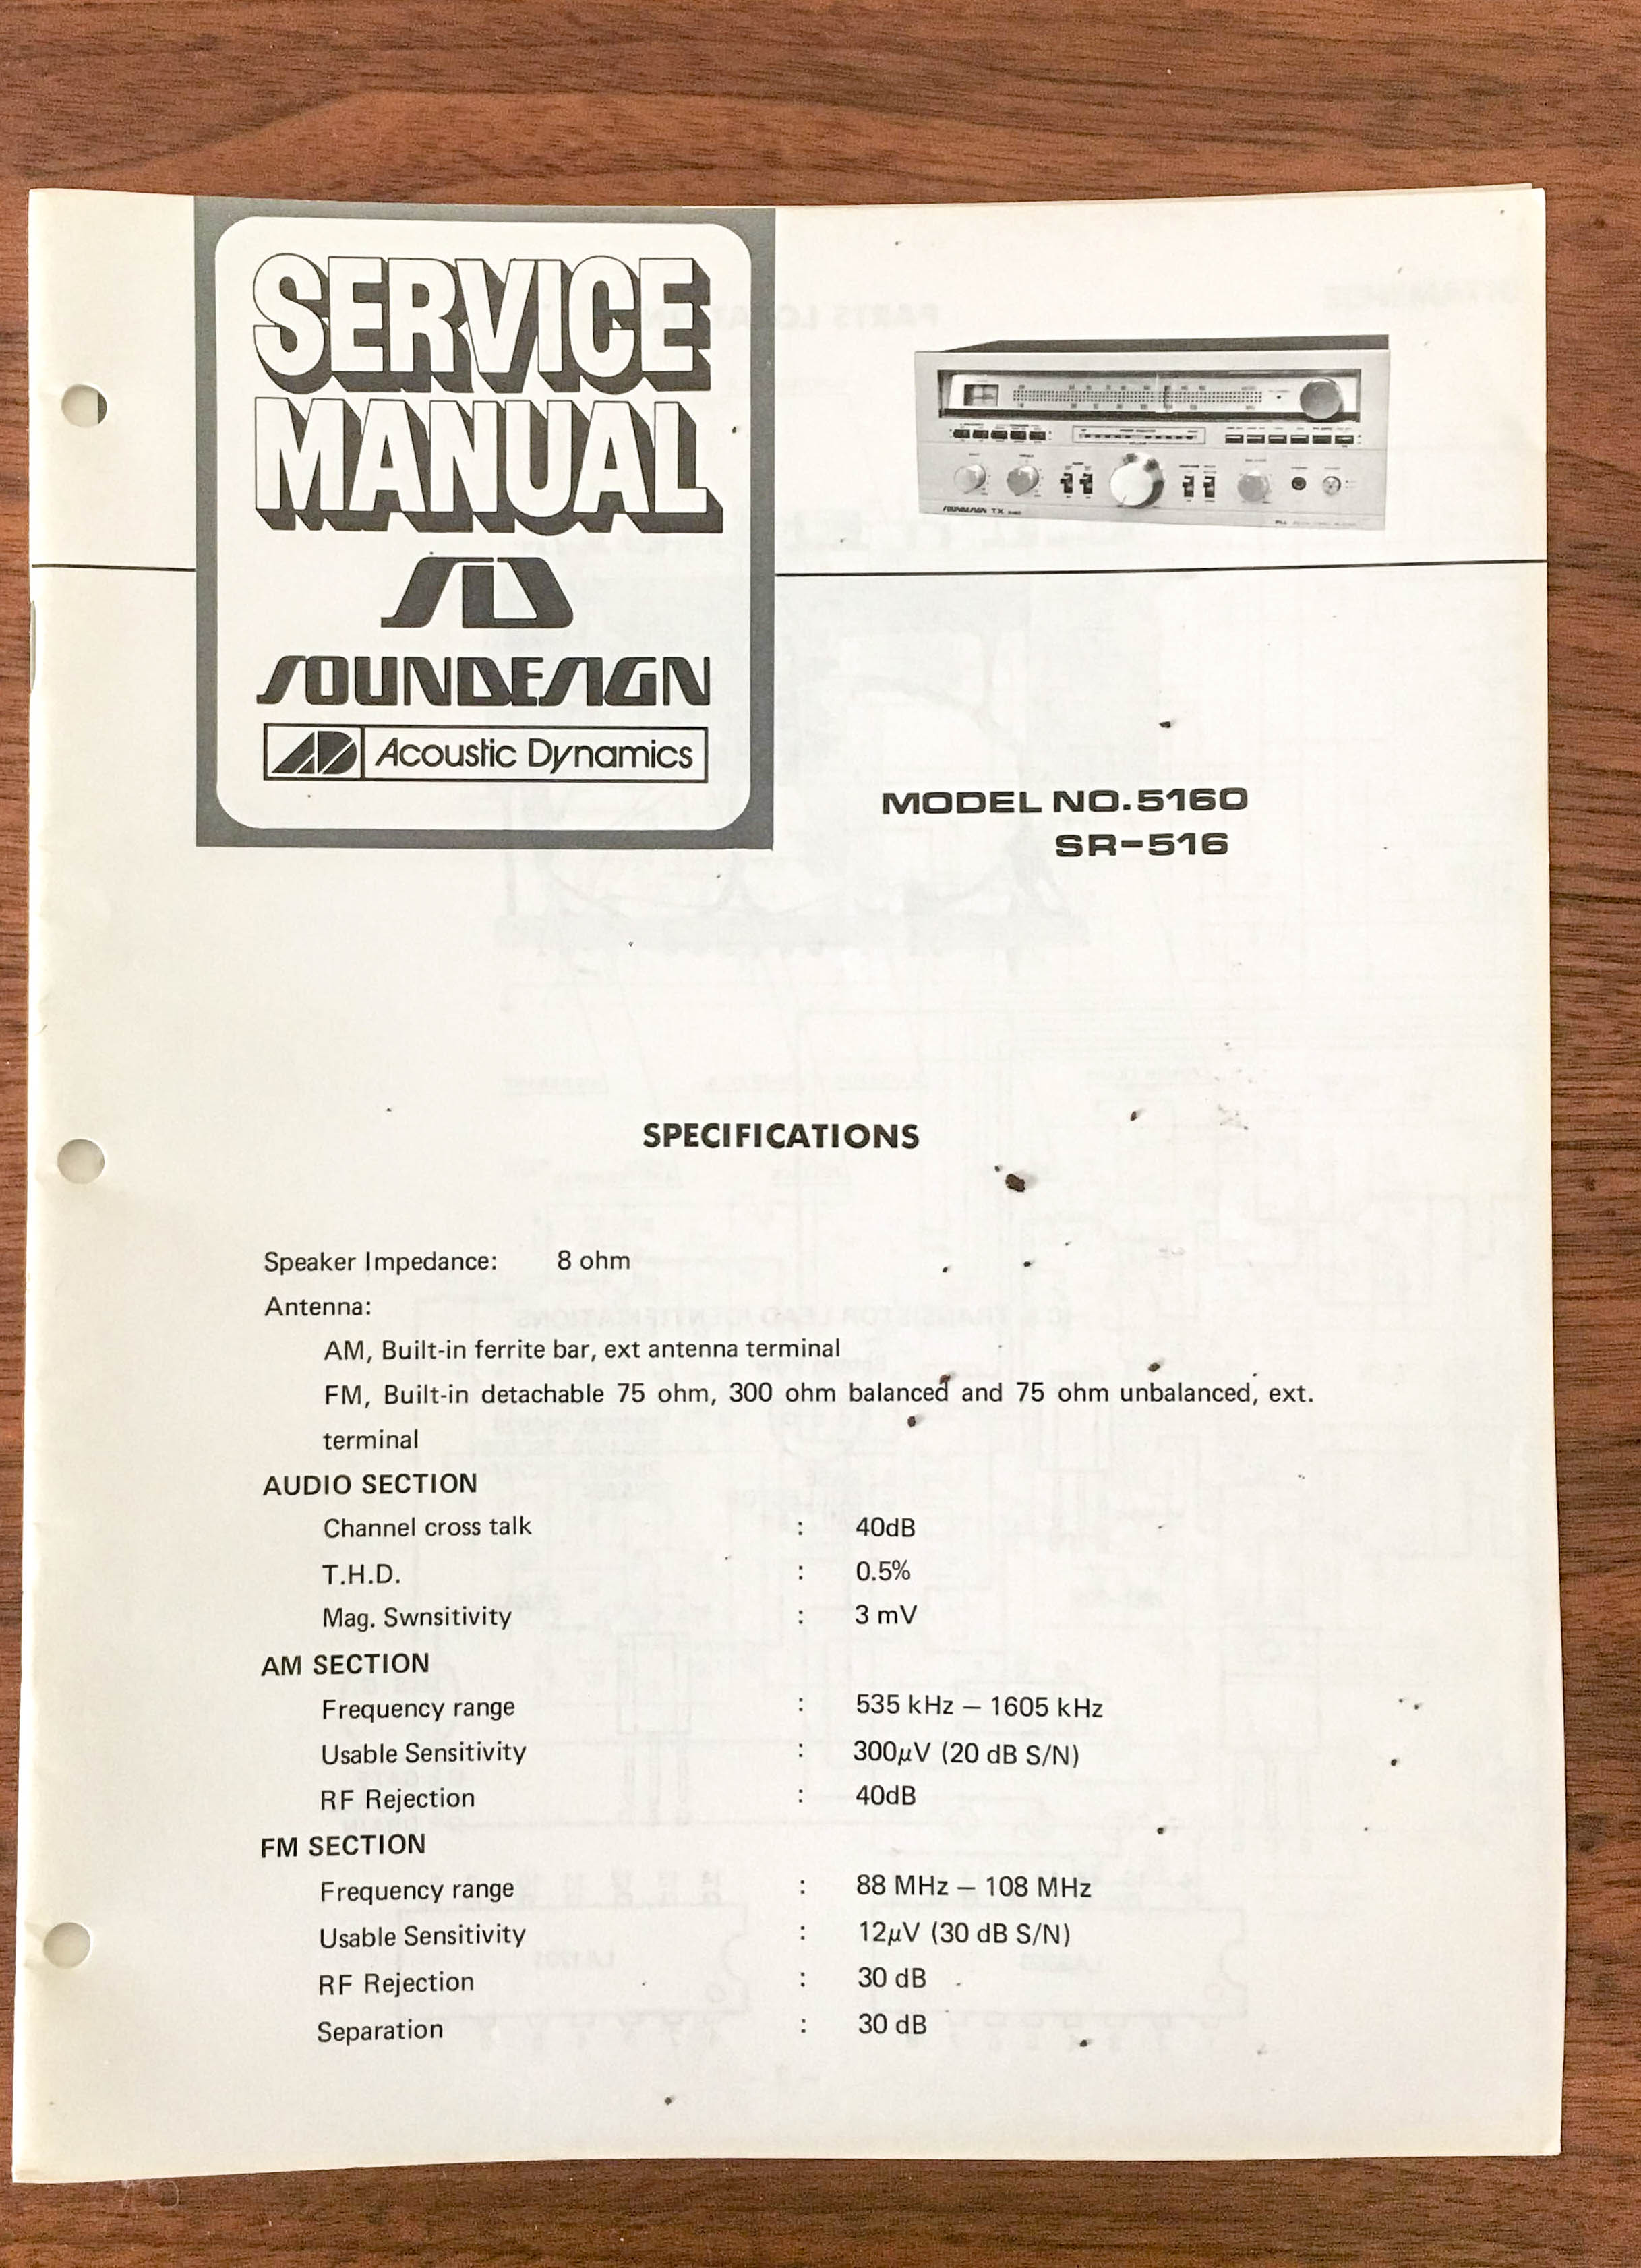 SERVICE
MANUAL
SD
SOUNDESIGN
AD Acoustic Dynamics
SOUNDESIGN TX
MODEL NO.5160
SR-516
SPECIFICATIONS
Speaker Impedance: 8 ohm
Antenna:
AM, Built-in ferrite bar, ext antenna terminal
FM, Built-in detachable 75 ohm, 300 ohm balanced and 75 ohm unbalanced, ext.
terminal
AUDIO SECTION
Channel cross talk : 40dB
T.H.D. : 0.5%
Mag. Swnsitivity : 3 mV
AM SECTION
Frequency range : 535 kHz – 1605 kHz
Usable Sensitivity : 300μV (20 dB S/N)
RF Rejection : 40dB
FM SECTION
Frequency range : 88 MHz – 108 MHz
Usable Sensitivity : 12μV (30 dB S/N)
RF Rejection : 30 dB
Separation : 30 dB